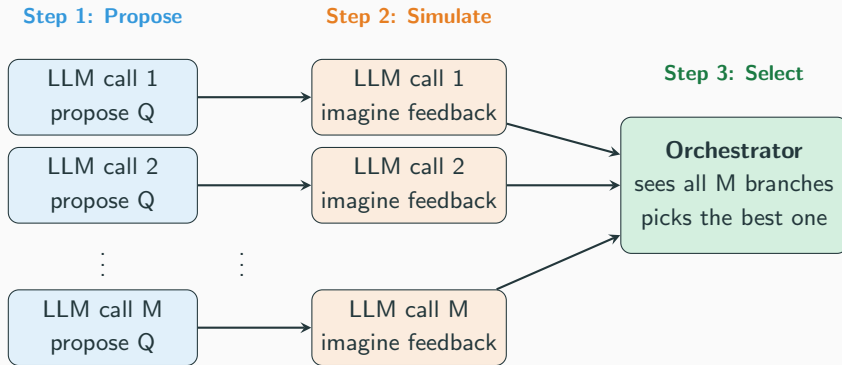 Step 1: Propose
Step 2: Simulate
Step 3: Select
LLM call 1
propose Q
LLM call 1
imagine feedback
LLM call 2
propose Q
LLM call 2
imagine feedback
Orchestrator
sees all M branches
picks the best one
⋮
⋮
LLM call M
propose Q
LLM call M
imagine feedback